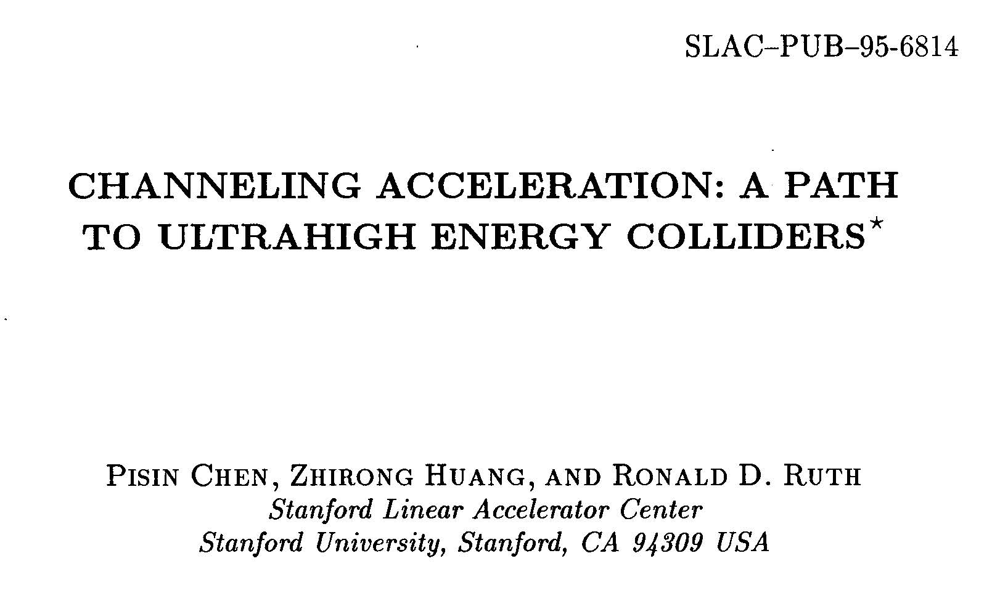 SLAC–PUB–95-6814
CHANNELING ACCELERATION: A PATH
TO ULTRAHIGH ENERGY COLLIDERS*
PISIN CHEN, ZHIRONG HUANG, AND RONALD D. RUTH
Stanford Linear Accelerator Center
Stanford University, Stanford, CA 94309 USA